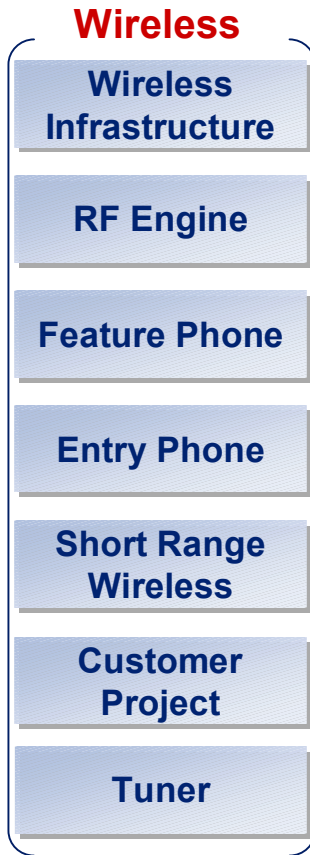 Wireless
Wireless
Infrastructure
RF Engine
Feature Phone
Entry Phone
Short Range
Wireless
Customer
Project
Tuner